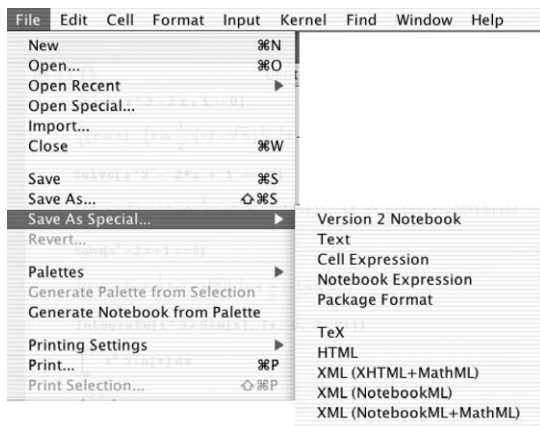 File Edit Cell Format Input Kernel Find Window Help
New ⌘N
Open... ⌘O
Open Recent
Open Special...
Import...
Close ⌘W
Save ⌘S
Save As... ⇧⌘S
Save As Special...
Revert...
Palettes
Generate Palette from Selection
Generate Notebook from Palette
Printing Settings
Print... ⌘P
Print Selection... ⇧⌘P
Version 2 Notebook
Text
Cell Expression
Notebook Expression
Package Format
TeX
HTML
XML (XHTML+MathML)
XML (NotebookML)
XML (NotebookML+MathML)